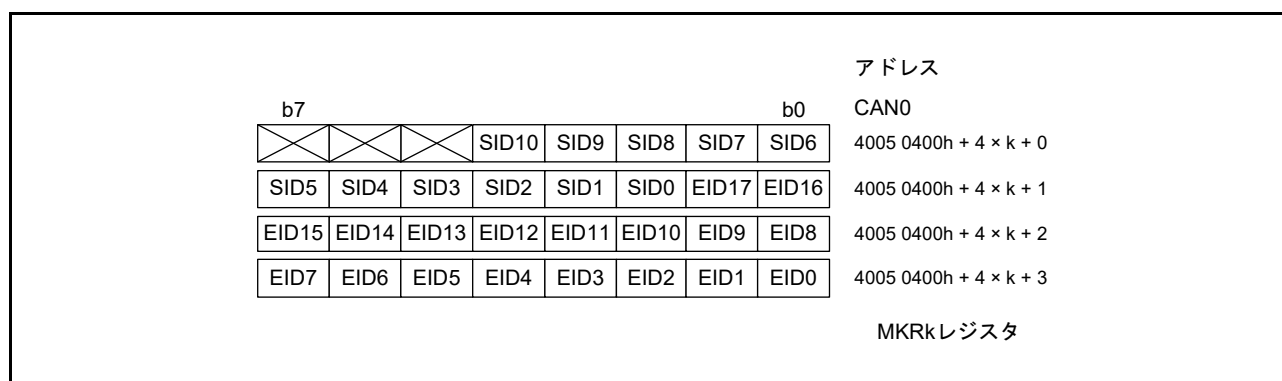 アドレス
b7 b0 CAN0
SID10 SID9 SID8 SID7 SID6 4005 0400h + 4 × k + 0
SID5 SID4 SID3 SID2 SID1 SID0 EID17 EID16 4005 0400h + 4 × k + 1
EID15 EID14 EID13 EID12 EID11 EID10 EID9 EID8 4005 0400h + 4 × k + 2
EID7 EID6 EID5 EID4 EID3 EID2 EID1 EID0 4005 0400h + 4 × k + 3
MKRkレジスタ